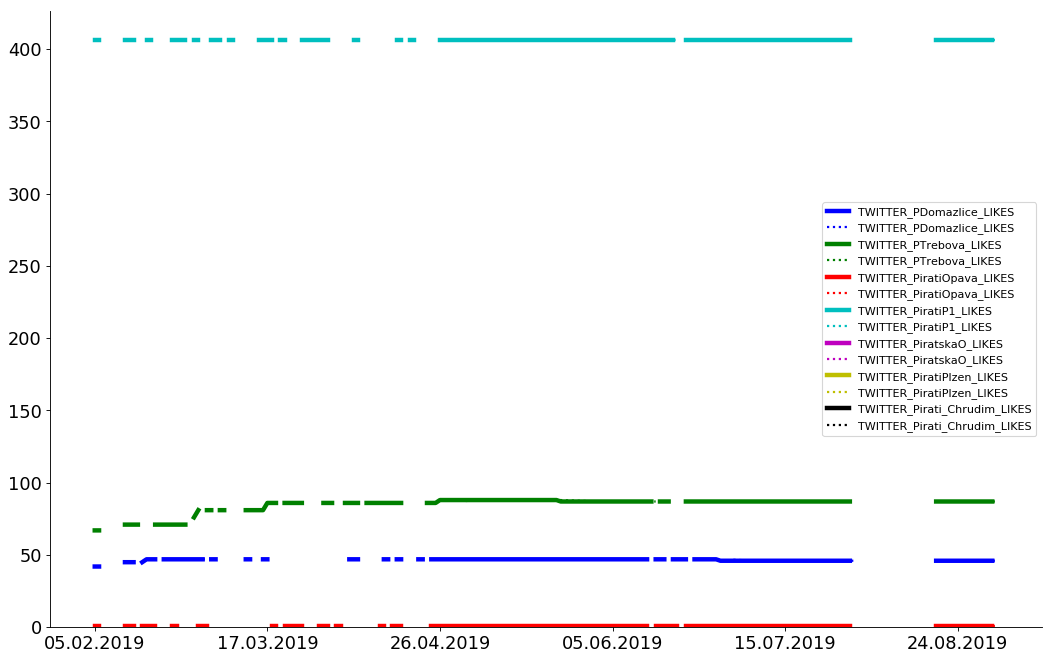 400
350
300
250
200
150
100
50
0
05.02.2019
17.03.2019
26.04.2019
05.06.2019
15.07.2019
24.08.2019
TWITTER_PDomazlice_LIKES
TWITTER_PDomazlice_LIKES
TWITTER_PTrebova_LIKES
TWITTER_PTrebova_LIKES
TWITTER_PiratiOpava_LIKES
TWITTER_PiratiOpava_LIKES
TWITTER_PiratiP1_LIKES
TWITTER_PiratiP1_LIKES
TWITTER_PiratskaO_LIKES
TWITTER_PiratskaO_LIKES
TWITTER_PiratiPlzen_LIKES
TWITTER_PiratiPlzen_LIKES
TWITTER_Pirati_Chrudim_LIKES
TWITTER_Pirati_Chrudim_LIKES